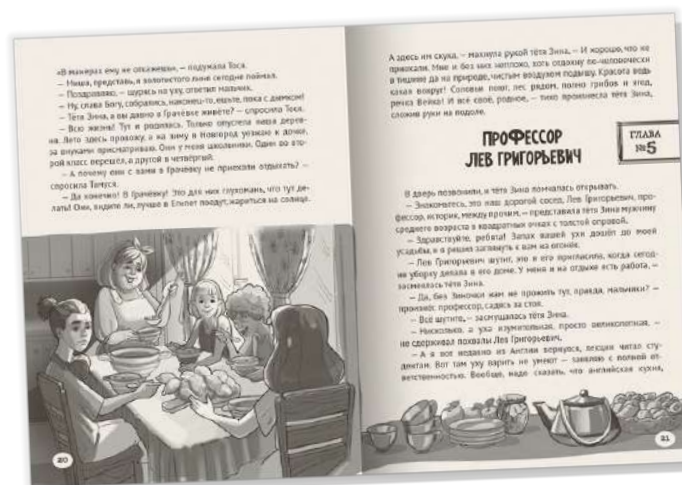 «В манерах ему не откажешь», – подумала Тося.
– Миша, представь, я золотистого линя сегодня поймал.
– Поздравляю, – щурясь на уху, ответил мальчик.
– Ну, слава Богу, собрались, наконец-то, ешьте, пока с дымком!
– Тётя Зина, а вы давно в Грачёвке живёте? – спросила Тося.
– Всю жизнь! Тут и родилась. Только опустела наша дерев-
ня. Лето здесь провожу, а на зиму в Новгород уезжаю к дочке,
за внуками присматриваю. Они у меня школьники. Один во вто-
рой класс перешёл, а другой в четвёртый.
– А почему они с вами в Грачёвку не приехали отдыхать? –
спросила Тимуся.
– Да конечно! В Грачёвку! Это для них глухомань, что тут де-
лать! Они, видите ли, лучше в Египет поедут, жариться на солнце.
20
А здесь им скука, – махнула рукой тётя Зина, – И хорошо, что не
приехали. Мне и без них неплохо, хоть отдохну по-человечески
в тишине да на природе, чистым воздухом подышу. Красота ведь
какая вокруг! Соловьи поют, лес рядом, полно грибов и ягод,
речка Вейка! И всё своё, родное, – тихо произнесла тётя Зина,
сложив руки на подоле.
ГЛАВА
№5
ПРОФЕССОР
ЛЕВ ГРИГОРЬЕВИЧ
В дверь позвонили, и тётя Зина помчалась открывать.
– Знакомьтесь, это наш дорогой сосед, Лев Григорьевич, про-
фессор, историк, между прочим, – представила тётя Зина мужчину
среднего возраста в квадратных очках с толстой оправой.
– Здравствуйте, ребята! Запах вашей ухи дошёл до моей
усадьбы, и я решил заглянуть к вам на огонёк.
– Лев Григорьевич шутит, это я его пригласила, когда сегод-
ня уборку делала в его доме. У меня и на отдыхе есть работа, –
засмеялась тётя Зина.
– Да, без Зиночки нам не прожить тут, правда, мальчики? –
произнёс профессор, садясь за стол.
– Всё шутите, – засмущалась тётя Зина.
– Нисколько, а уха изумительная, просто великолепная, –
не сдерживал похвалы Лев Григорьевич.
– А я вот недавно из Англии вернулся, лекции читал сту-
дентам. Вот там уху варить не умеют – заявляю с полной от-
ветственностью. Вообще, надо сказать, что английская кухня,
21